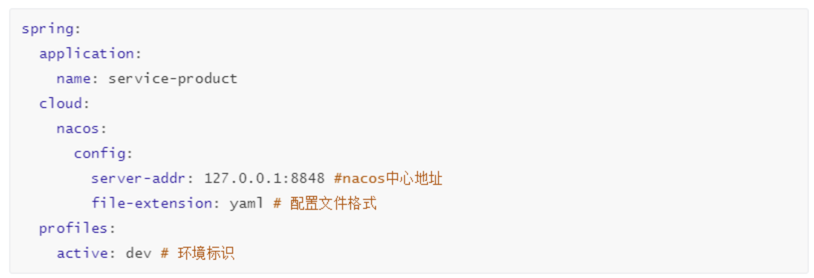 spring:
  application:
    name: service-product
  cloud:
    nacos:
      config:
        server-addr: 127.0.0.1:8848 #nacos中心地址
        file-extension: yaml # 配置文件格式
  profiles:
    active: dev # 环境标识